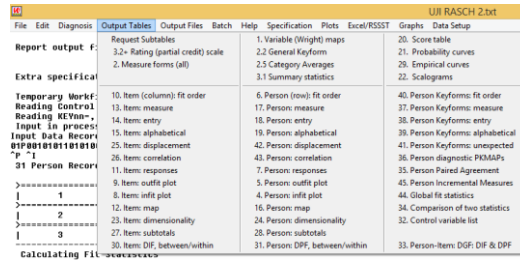 UJI RASCH 2.txt
File Edit Diagnosis Output Tables Output Files Batch Help Specification Plots Excel/RSSST Graphs Data Setup
Request Subtables
3.2+ Rating (partial credit) scale
2. Measure forms (all)
10. Item (column): fit order
13. Item: measure
14. Item: entry
15. Item: alphabetical
25. Item: displacement
26. Item: correlation
11. Item: responses
9. Item: outfit plot
8. Item: infit plot
12. Item: map
23. Item: dimensionality
27. Item: subtotals
30. Item: DIF, between/within
1. Variable (Wright) maps
2.2 General Keyform
2.5 Category Averages
3.1 Summary statistics
6. Person (row): fit order
17. Person: measure
18. Person: entry
19. Person: alphabetical
42. Person: displacement
43. Person: correlation
7. Person: responses
5. Person: outfit plot
4. Person: infit plot
16. Person: map
24. Person: dimensionality
28. Person: subtotals
31. Person: DPF, between/within
20. Score table
21. Probability curves
29. Empirical curves
22. Scalograms
40. Person Keyforms: fit order
37. Person Keyforms: measure
38. Person Keyforms: entry
39. Person Keyforms: alphabetical
41. Person Keyforms: unexpected
36. Person diagnostic PKMAPs
35. Person Paired Agreement
45. Person Incremental Measures
44. Global fit statistics
34. Comparison of two statistics
32. Control variable list
33. Person-Item: DGF: DIF & DPF
Report output f
Extra specificat
Temporary Workf
Reading Control
Reading KEYnn=,
Input in process
Input Data Record
01P0010101101010
^P ^I
31 Person Recor
>=======
| 1
>=======
| 2
>=======
| 3
Calculating Fit Statistics